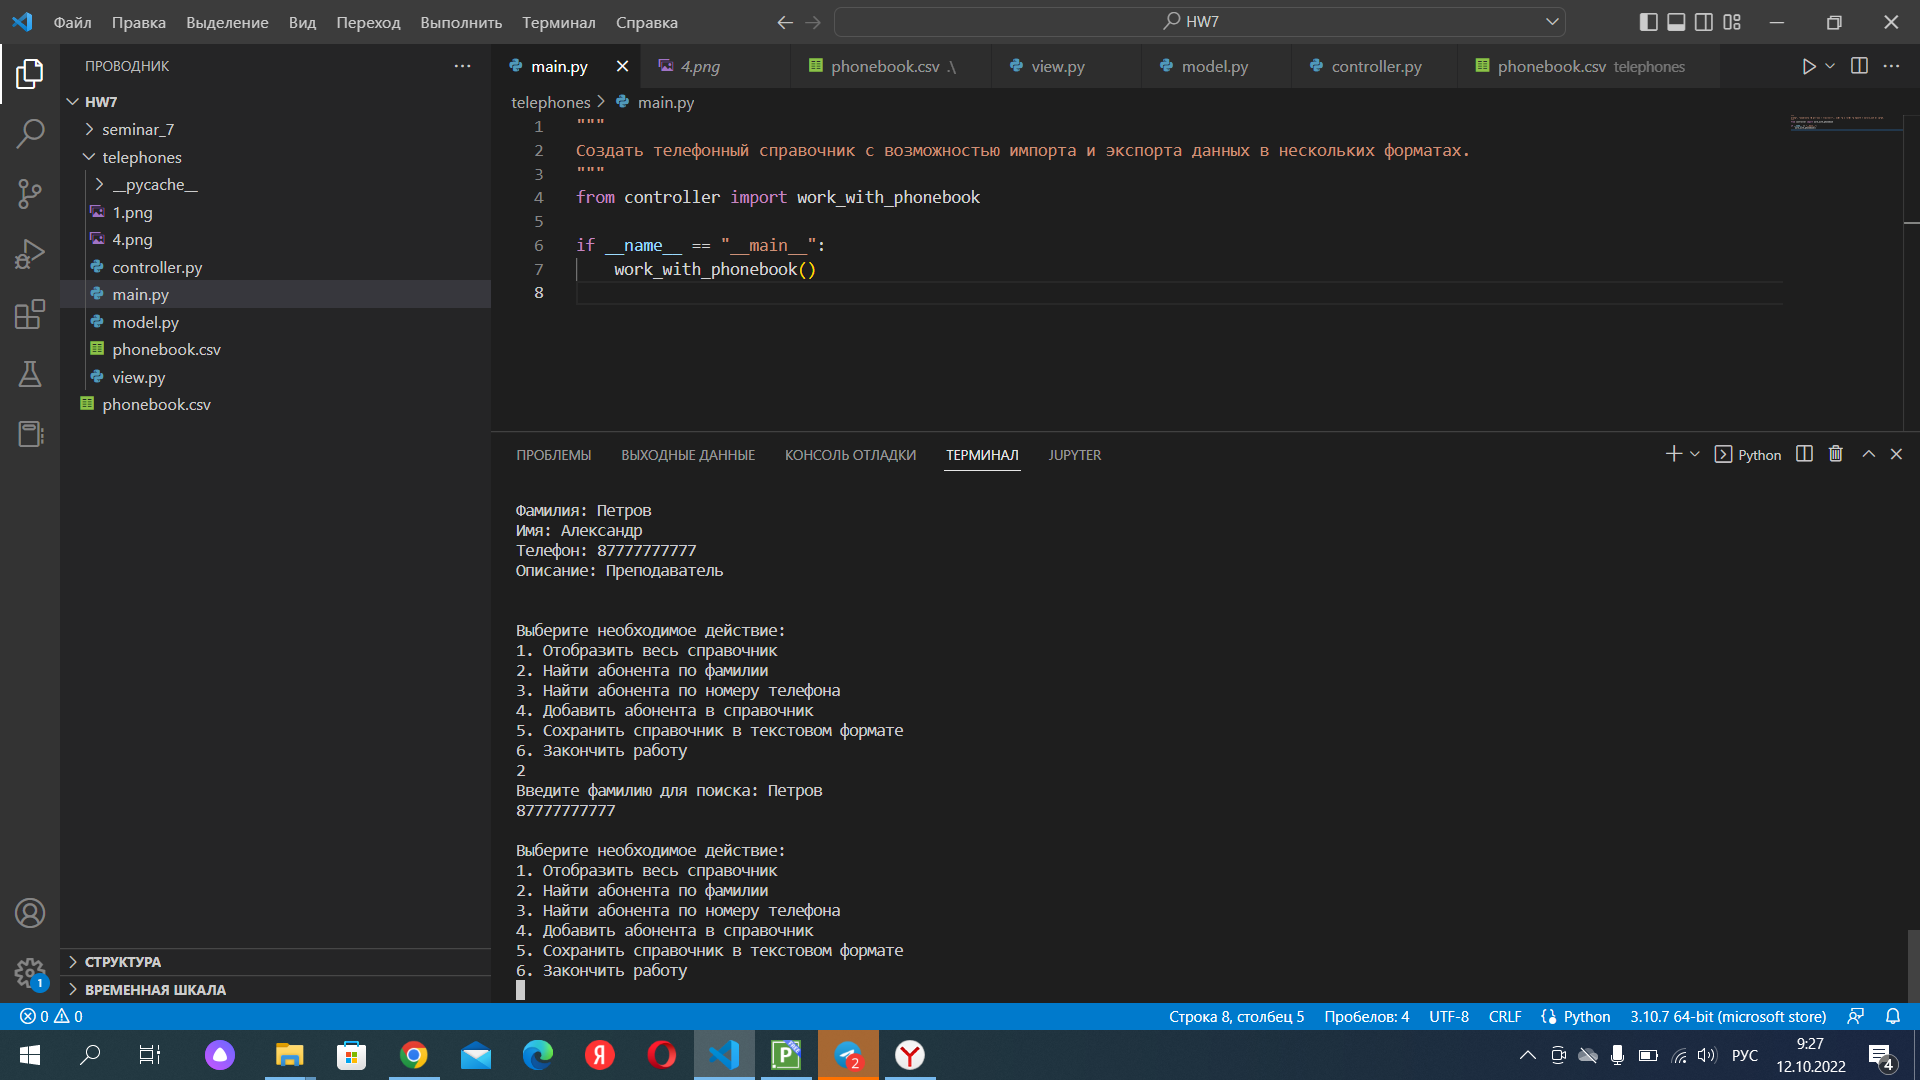 Файл Правка Выделение Вид Переход Выполнить Терминал Справка HW7
ПРОВОДНИК
HW7
seminar_7
telephones
__pycache__
1.png
4.png
controller.py
main.py
model.py
phonebook.csv
view.py
phonebook.csv
СТРУКТУРА
ВРЕМЕННАЯ ШКАЛА
main.py 4.png phonebook.csv .\ view.py model.py controller.py phonebook.csv telephones
telephones > main.py
1 """
2 Создать телефонный справочник с возможностью импорта и экспорта данных в нескольких форматах.
3 """
4 from controller import work_with_phonebook
5
6 if __name__ == "__main__":
7 work_with_phonebook()
8
ПРОБЛЕМЫ ВЫХОДНЫЕ ДАННЫЕ КОНСОЛЬ ОТЛАДКИ ТЕРМИНАЛ JUPYTER Python
Фамилия: Петров
Имя: Александр
Телефон: 87777777777
Описание: Преподаватель
Выберите необходимое действие:
1. Отобразить весь справочник
2. Найти абонента по фамилии
3. Найти абонента по номеру телефона
4. Добавить абонента в справочник
5. Сохранить справочник в текстовом формате
6. Закончить работу
2
Введите фамилию для поиска: Петров
87777777777
Выберите необходимое действие:
1. Отобразить весь справочник
2. Найти абонента по фамилии
3. Найти абонента по номеру телефона
4. Добавить абонента в справочник
5. Сохранить справочник в текстовом формате
6. Закончить работу
1
0 0 Строка 8, столбец 5 Пробелов: 4 UTF-8 CRLF Python 3.10.7 64-bit (microsoft store)
Я P 2 Y РУС 9:27
12.10.2022 4